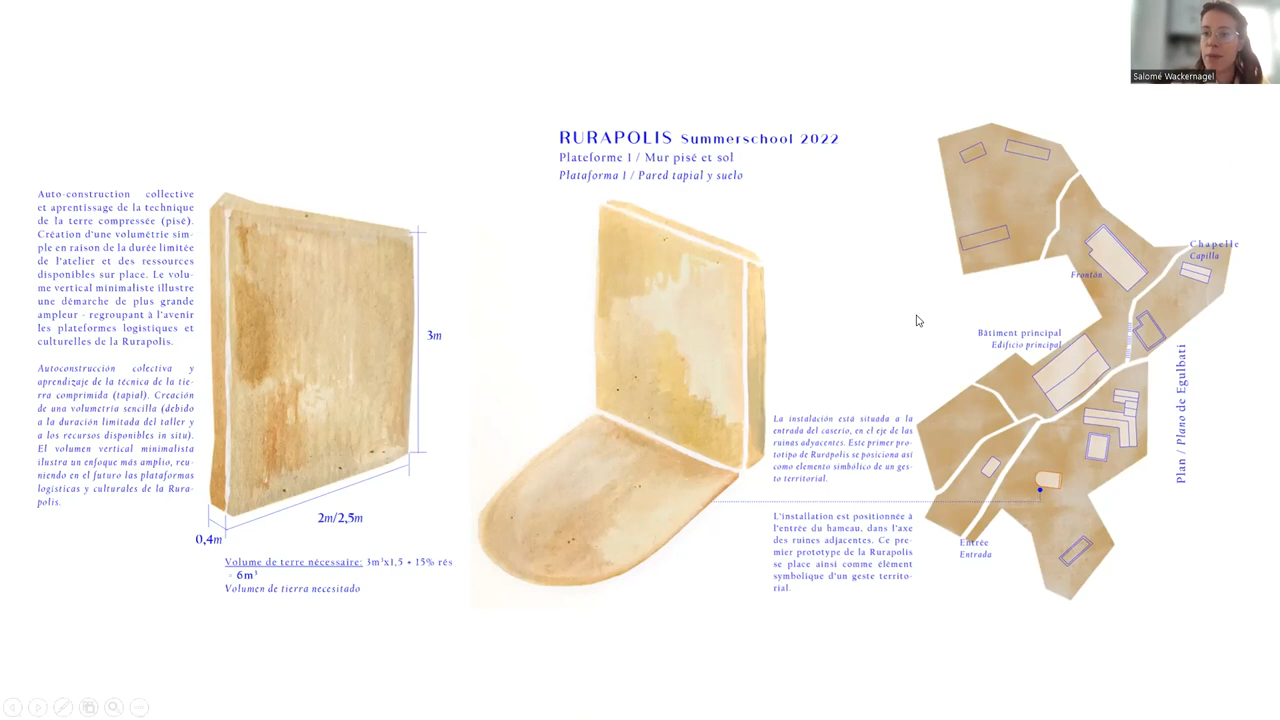 Salomé Wackernagel
RURAPOLIS Summerschool 2022
Plateforme 1 / Mur pisé et sol
Plataforma 1 / Pared tapial y suelo
Auto-construction collective
et aprentissage de la technique
de la terre compressée (pisé).
Création d'une volumétrie sim-
ple en raison de la durée limitée
de l'atelier et des ressources
disponibles sur place. Le volu-
me vertical minimaliste illustre
une démarche de plus grande
ampleur - regroupant à l'avenir
les plateformes logistiques et
culturelles de la Rurapolis.
Autoconstrucción colectiva y
aprendizaje de la técnica de la tie-
rra comprimida (tapial). Creación
de una volumetría sencilla (debido
a la duración limitada del taller y
a los recursos disponibles in situ).
El volumen vertical minimalista
ilustra un enfoque más amplio, reu-
niendo en el futuro las plataformas
logísticas y culturales de la Rura-
polis.
3m
2m/2,5m
0,4m
Volume de terre nécessaire: 3m³x1,5 + 15% rés
= 6m³
Volumen de tierra necesitado
La instalación está situada a la
entrada del caserío, en el eje de las
ruinas adyacentes. Este primer pro-
totipo de Rurápolis se posiciona así
como elemento simbólico de un ges-
to territorial.
L'installation est positionnée à
l'entrée du hameau, dans l'axe
des ruines adjacentes. Ce pre-
mier prototype de la Rurapolis
se place ainsi comme élément
symbolique d'un geste territo-
rial.
Chapelle
Capilla
Frontón
Bâtiment principal
Edificio principal
Entrée
Entrada
Plan / Plano de Egulbati